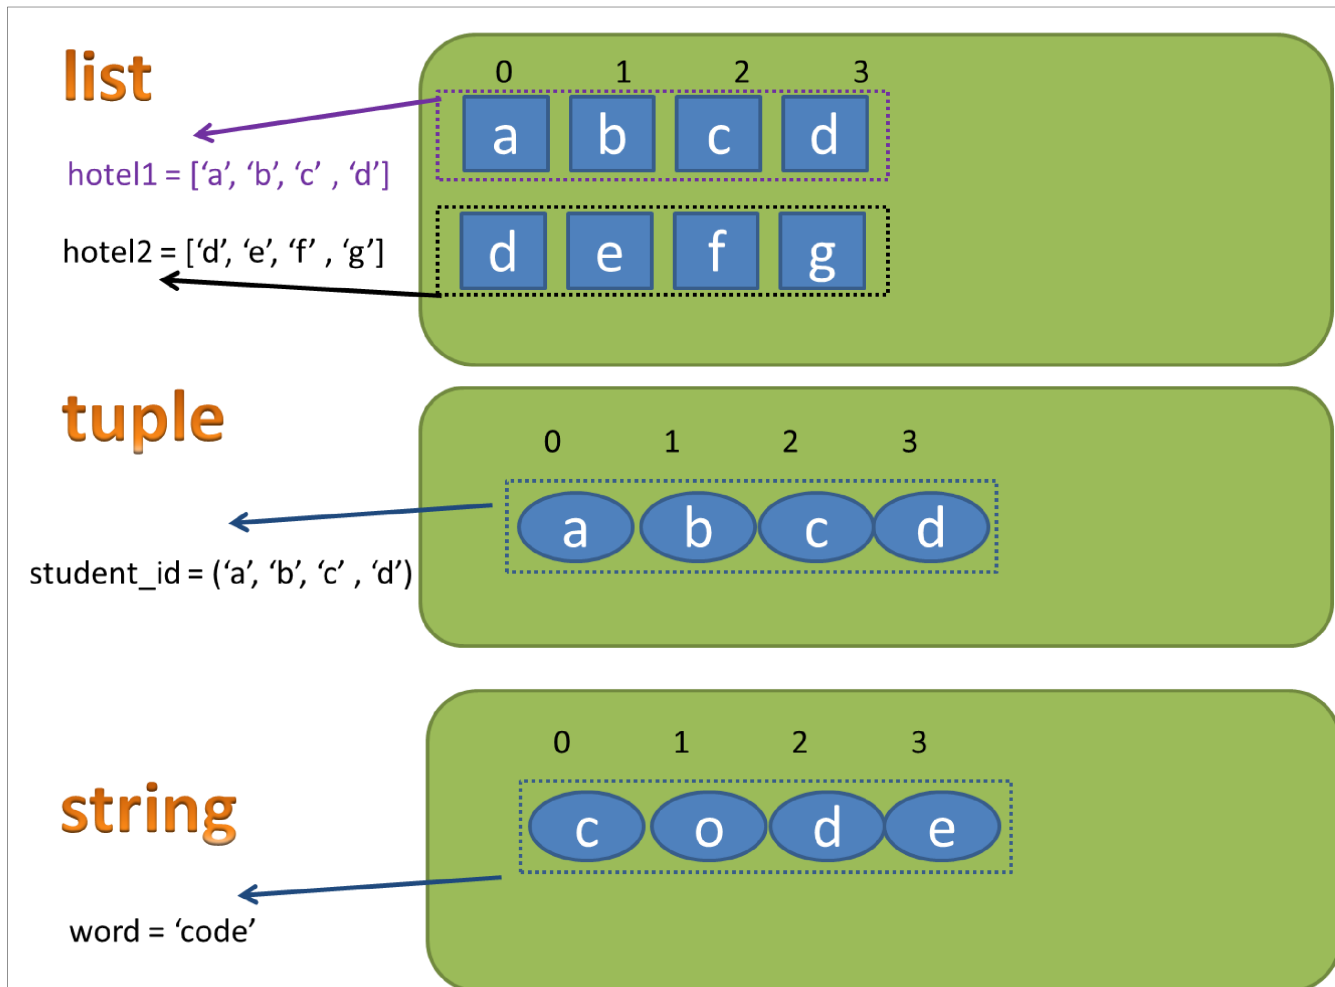 list
0 1 2 3
a b c d
hotel1 = [‘a’, ‘b’, ‘c’ , ‘d’]
hotel2 = [‘d’, ‘e’, ‘f’ , ‘g’]
d e f g
tuple
0 1 2 3
a b c d
student_id = (‘a’, ‘b’, ‘c’ , ‘d’)
string
0 1 2 3
c o d e
word = ‘code’